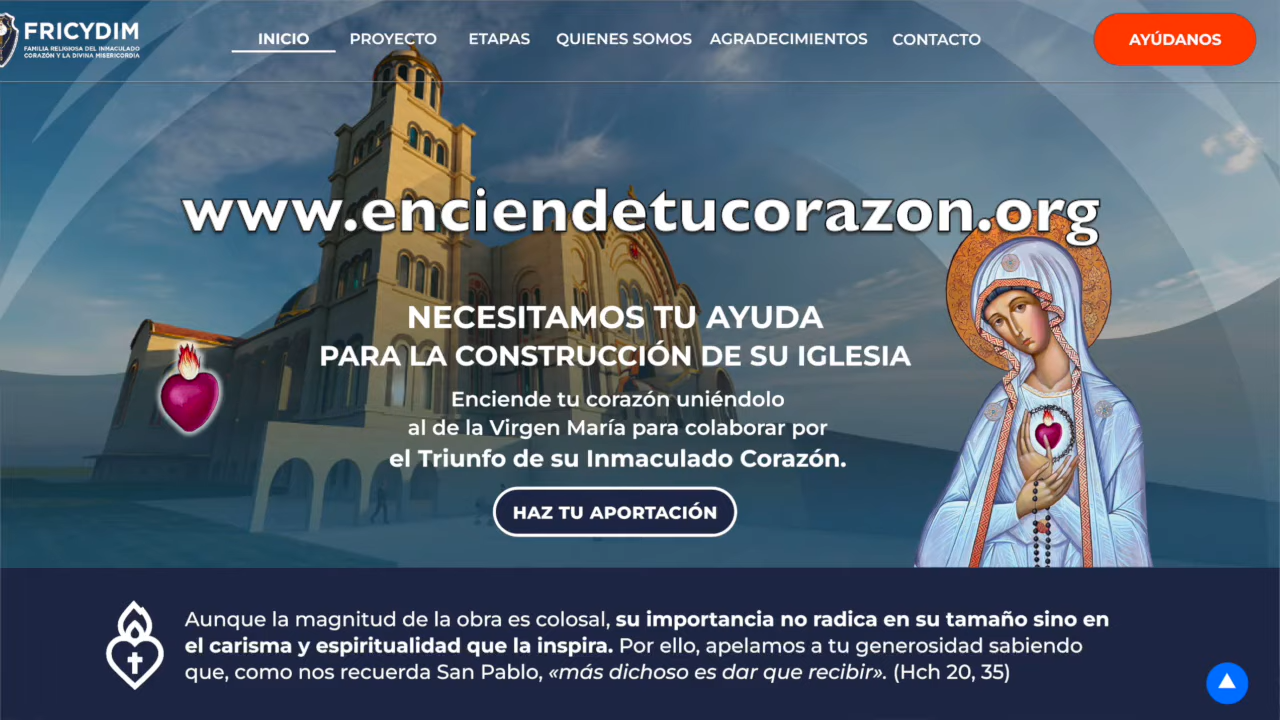 FRICYDIM
FAMILIA RELIGIOSA DEL INMACULADO
CORAZÓN Y LA DIVINA MISERICORDIA
INICIO
PROYECTO
ETAPAS
QUIENES SOMOS
AGRADECIMIENTOS
CONTACTO
AYÚDANOS
www.enciendetucorazon.org
NECESITAMOS TU AYUDA
PARA LA CONSTRUCCIÓN DE SU IGLESIA
Enciende tu corazón uniéndolo
al de la Virgen María para colaborar por
el Triunfo de su Inmaculado Corazón.
HAZ TU APORTACIÓN
Aunque la magnitud de la obra es colosal, su importancia no radica en su tamaño sino en
el carisma y espiritualidad que la inspira. Por ello, apelamos a tu generosidad sabiendo
que, como nos recuerda San Pablo, «más dichoso es dar que recibir». (Hch 20, 35)